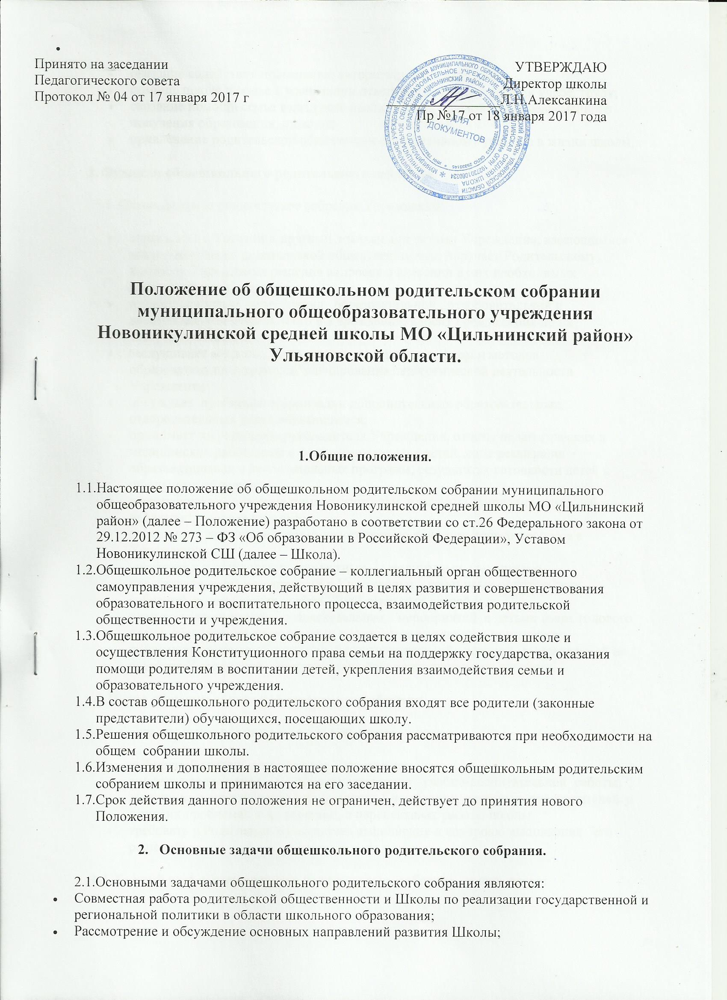 Принято на заседании
Педагогического совета
Протокол № 04 от 17 января 2017 г
УТВЕРЖДАЮ
Директор школы
Л.Н.Алексанкина
Пр №17 от 18 января 2017 года
ДЛЯ
ДОКУМЕНТОВ
Положение об общешкольном родительском собрании
муниципального общеобразовательного учреждения
Новоникулинской средней школы МО «Цильнинский район»
Ульяновской области.
1.Общие положения.
1.1.Настоящее положение об общешкольном родительском собрании муниципального
общеобразовательного учреждения Новоникулинской средней школы МО «Цильнинский
район» (далее – Положение) разработано в соответствии со ст.26 Федерального закона от
29.12.2012 № 273 – ФЗ «Об образовании в Российской Федерации», Уставом
Новоникулинской СШ (далее – Школа).
1.2.Общешкольное родительское собрание – коллегиальный орган общественного
самоуправления учреждения, действующий в целях развития и совершенствования
образовательного и воспитательного процесса, взаимодействия родительской
общественности и учреждения.
1.3.Общешкольное родительское собрание создается в целях содействия школе и
осуществления Конституционного права семьи на поддержку государства, оказания
помощи родителям в воспитании детей, укрепления взаимодействия семьи и
образовательного учреждения.
1.4.В состав общешкольного родительского собрания входят все родители (законные
представители) обучающихся, посещающих школу.
1.5.Решения общешкольного родительского собрания рассматриваются при необходимости на
общем  собрании школы.
1.6.Изменения и дополнения в настоящее положение вносятся общешкольным родительским
собранием школы и принимаются на его заседании.
1.7.Срок действия данного положения не ограничен, действует до принятия нового
Положения.
2.   Основные задачи общешкольного родительского собрания.
2.1.Основными задачами общешкольного родительского собрания являются:
• Совместная работа родительской общественности и Школы по реализации государственной и
региональной политики в области школьного образования;
• Рассмотрение и обсуждение основных направлений развития Школы;